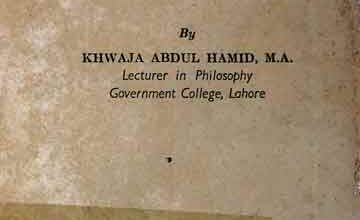 By
KHWAJA ABDUL HAMID, M.A.
Lecturer in Philosophy
Government College, Lahore